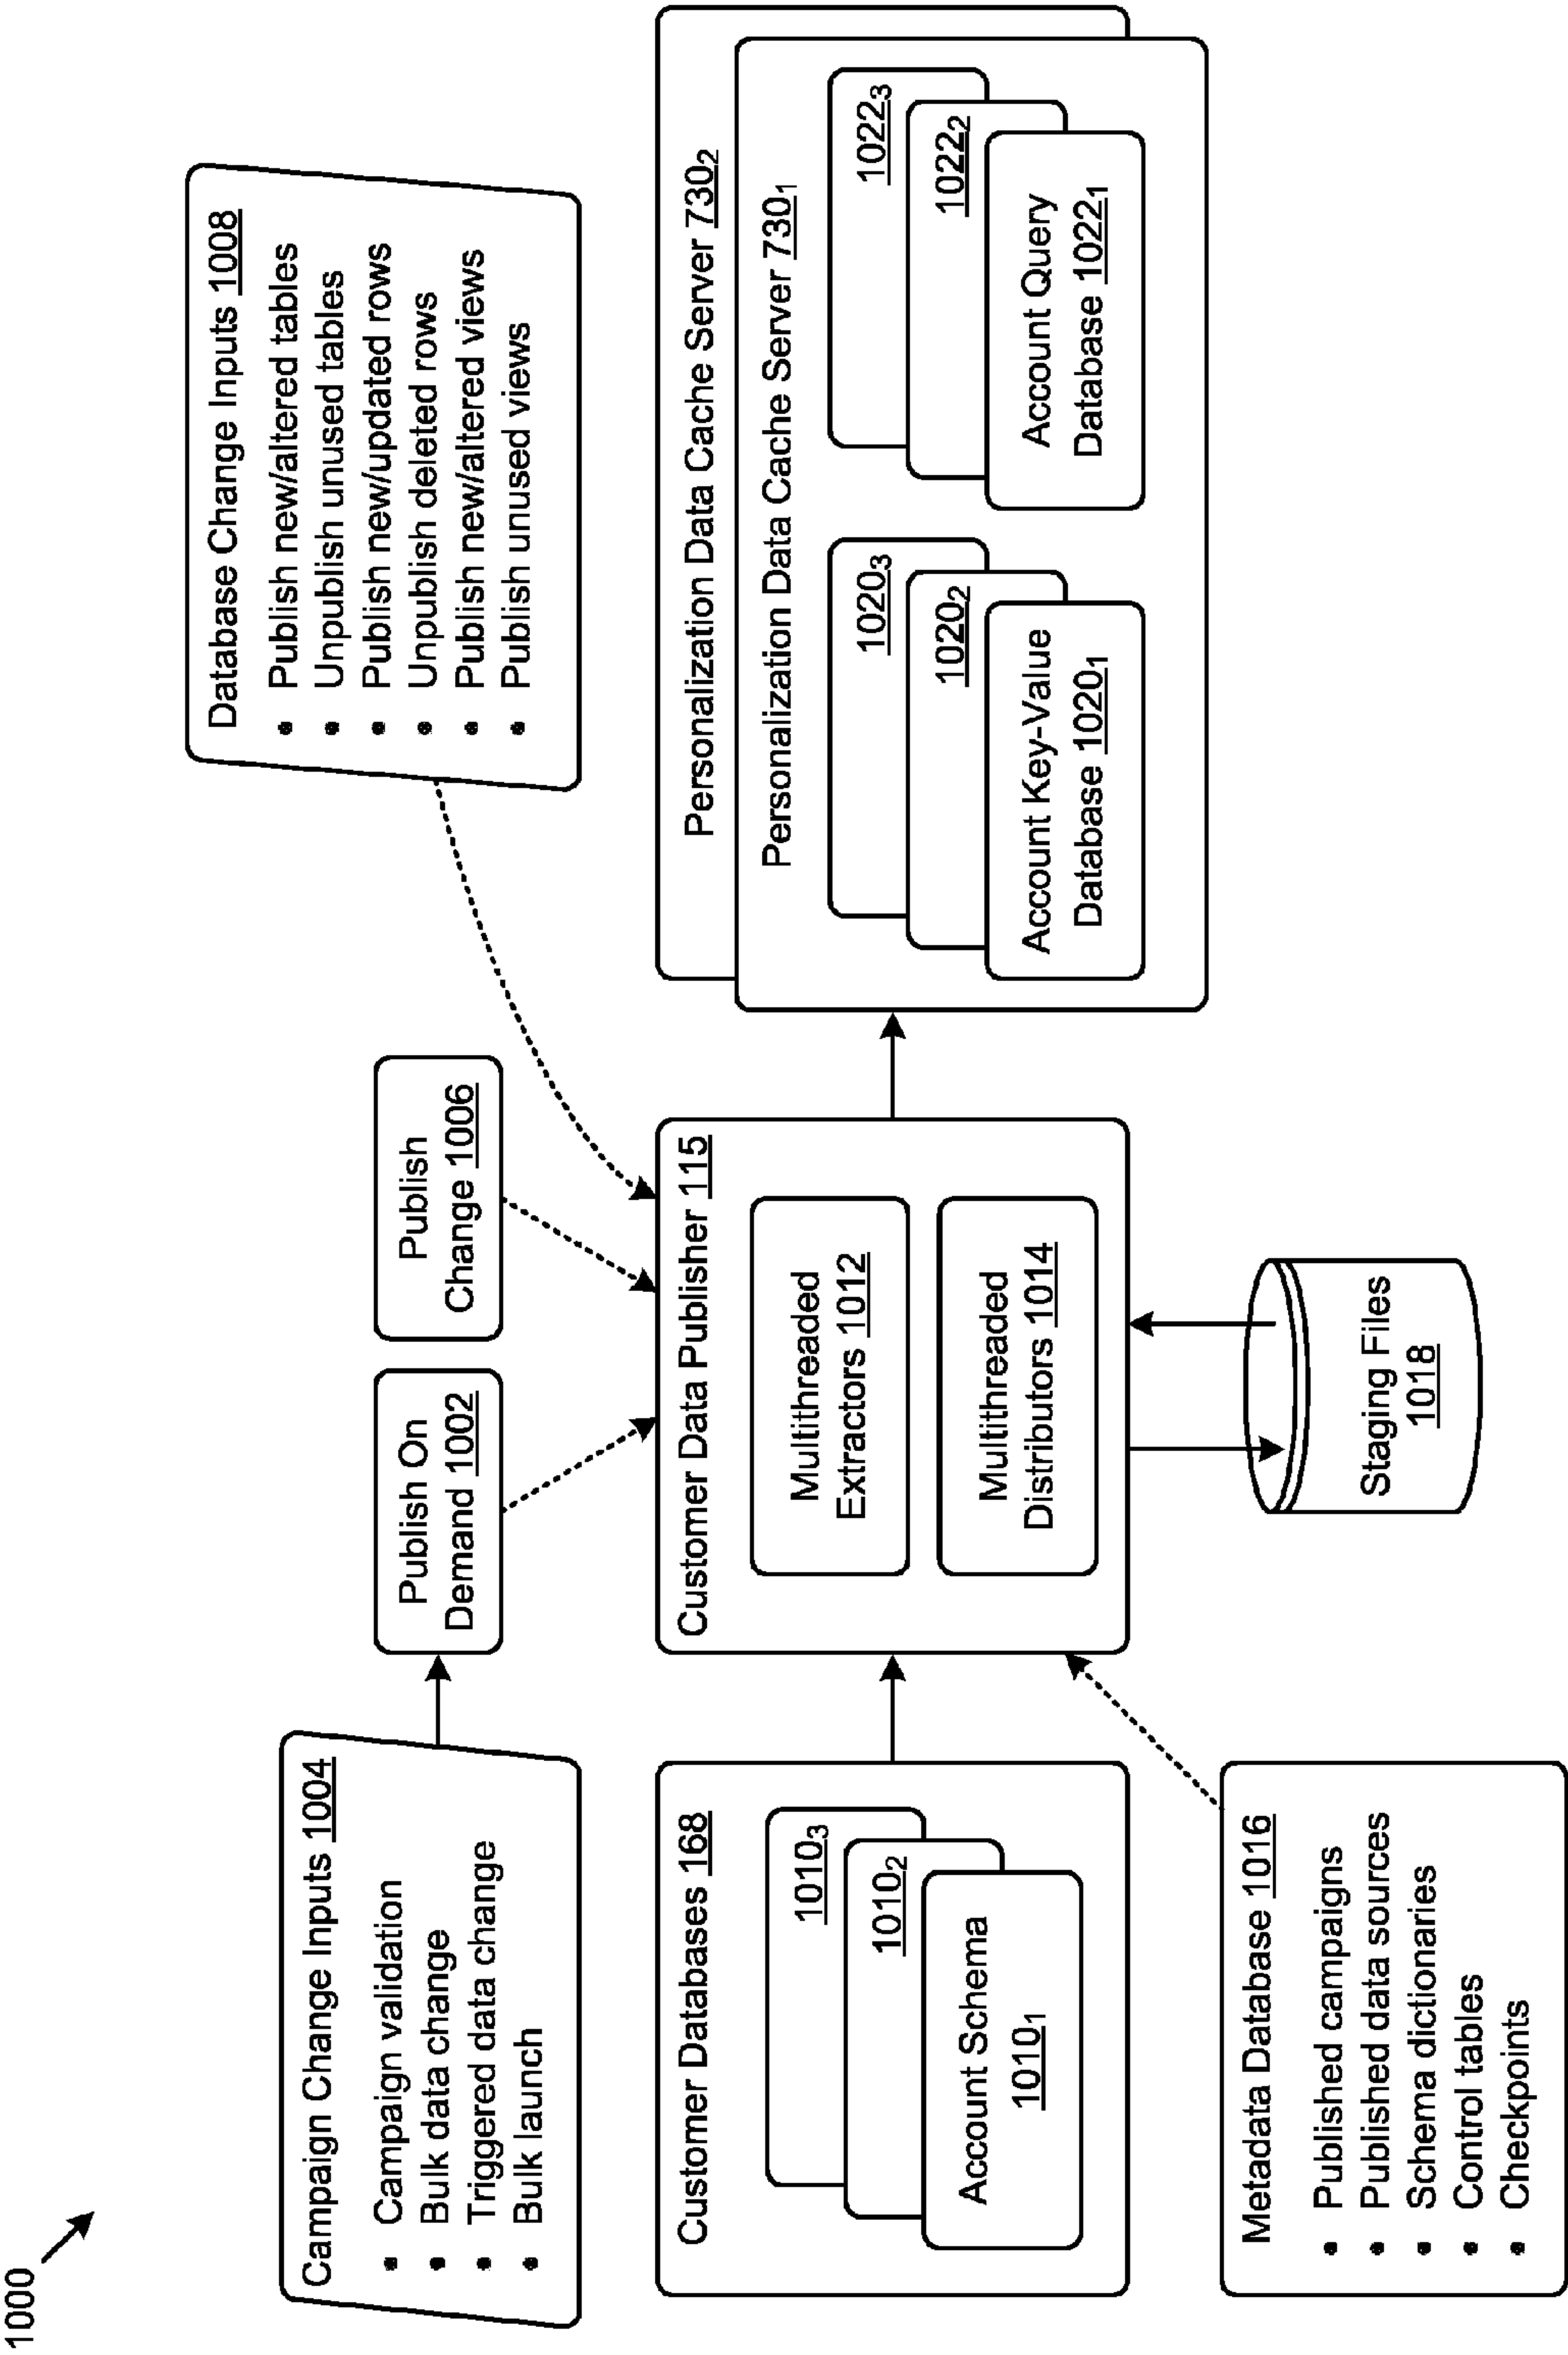 1000
Campaign Change Inputs 1004
• Campaign validation
• Bulk data change
• Triggered data change
• Bulk launch
Publish On
Demand 1002
Publish
Change 1006
Database Change Inputs 1008
• Publish new/altered tables
• Unpublish unused tables
• Publish new/updated rows
• Unpublish deleted rows
• Publish new/altered views
• Publish unused views
Customer Databases 168
1010₃
1010₂
Account Schema
1010₁
Customer Data Publisher 115
Multithreaded
Extractors 1012
Multithreaded
Distributors 1014
Personalization Data Cache Server 730₂
Personalization Data Cache Server 730₁
1020₃
1020₂
Account Key-Value
Database 1020₁
1022₃
1022₂
Account Query
Database 1022₁
Metadata Database 1016
• Published campaigns
• Published data sources
• Schema dictionaries
• Control tables
• Checkpoints
Staging Files
1018